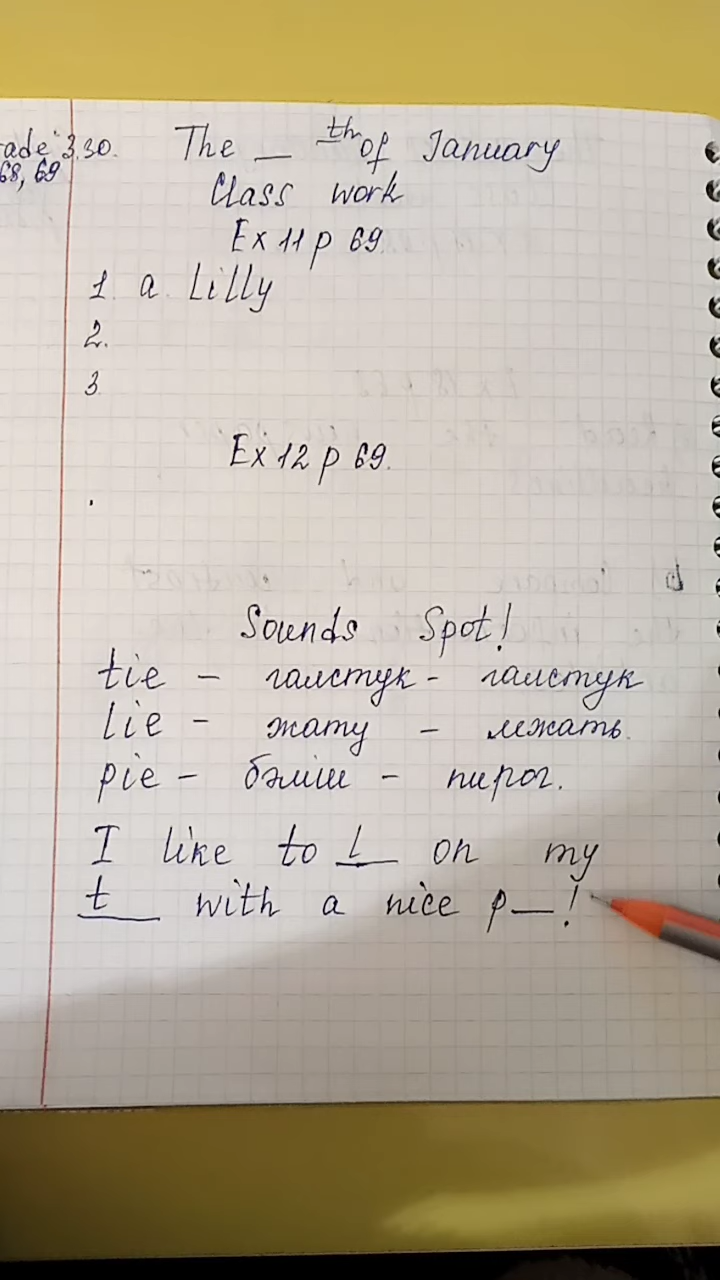 ade 3.30. The _ th of January
68, 69
Class work
Ex 11 p 69.
1. a. Lilly
2.
3.
Ex 12 p 69.
Sounds Spot!
tie – галстук – галстук
lie – жату – лежать.
pie – бэліш – пирог.
I like to l__ on my
t__ with a nice p__!